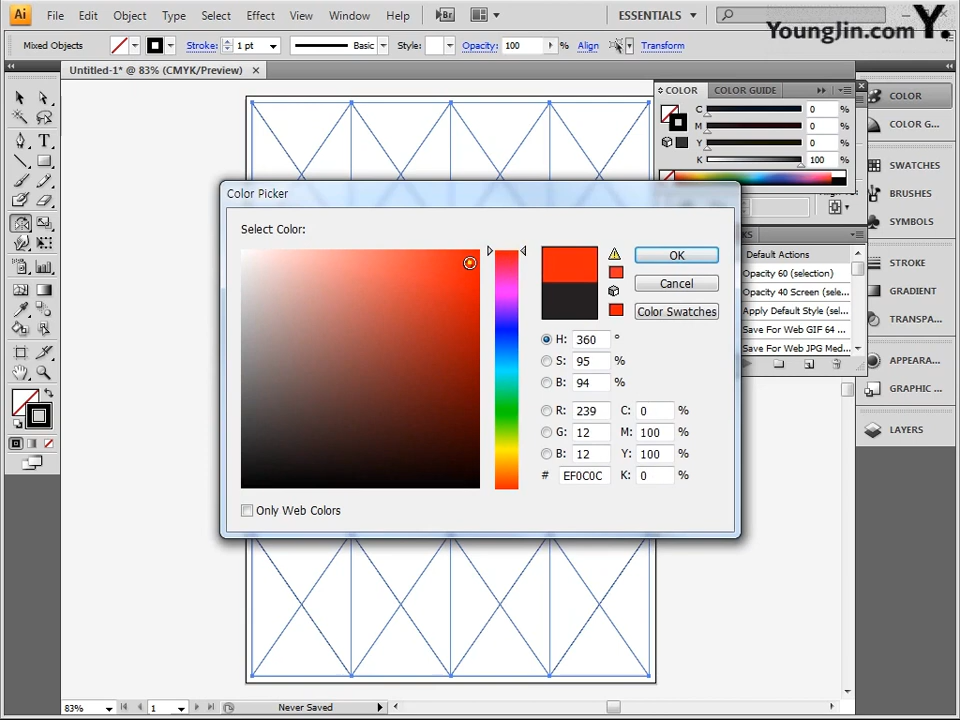 Ai File Edit Object Type Select Effect View Window Help Br ESSENTIALS
YoungJin.com Y.
Mixed Objects Stroke: 1 pt Basic Style: Opacity: 100 % Align Transform
Untitled-1* @ 83% (CMYK/Preview)
COLOR COLOR GUIDE
C 0 %
M 0 %
Y 0 %
K 100 %
COLOR
COLOR G...
SWATCHES
BRUSHES
SYMBOLS
STROKE
GRADIENT
TRANSPA...
APPEARA...
GRAPHIC ...
LAYERS
Default Actions
Opacity 60 (selection)
Opacity 40 Screen (sele...
Apply Default Style (sel...
Save For Web GIF 64 ...
Save For Web JPG Med...
Color Picker
Select Color:
OK
Cancel
Color Swatches
H: 360 °
S: 95 %
B: 94 %
R: 239 C: 0 %
G: 12 M: 100 %
B: 12 Y: 100 %
# EF0C0C K: 0 %
Only Web Colors
83% 1 Never Saved